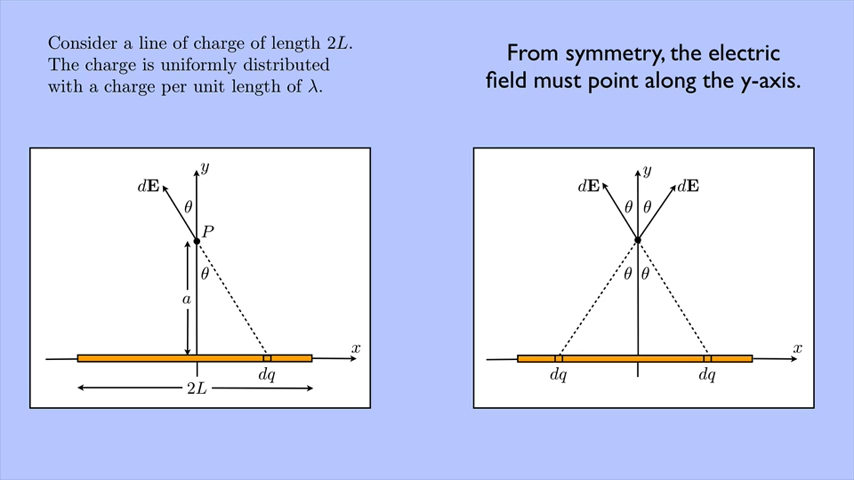 Consider a line of charge of length 2L.
The charge is uniformly distributed
with a charge per unit length of λ.
From symmetry, the electric
field must point along the y-axis.
y
dE
θ
P
θ
a
x
dq
2L
y
dE dE
θ θ
θ θ
x
dq dq